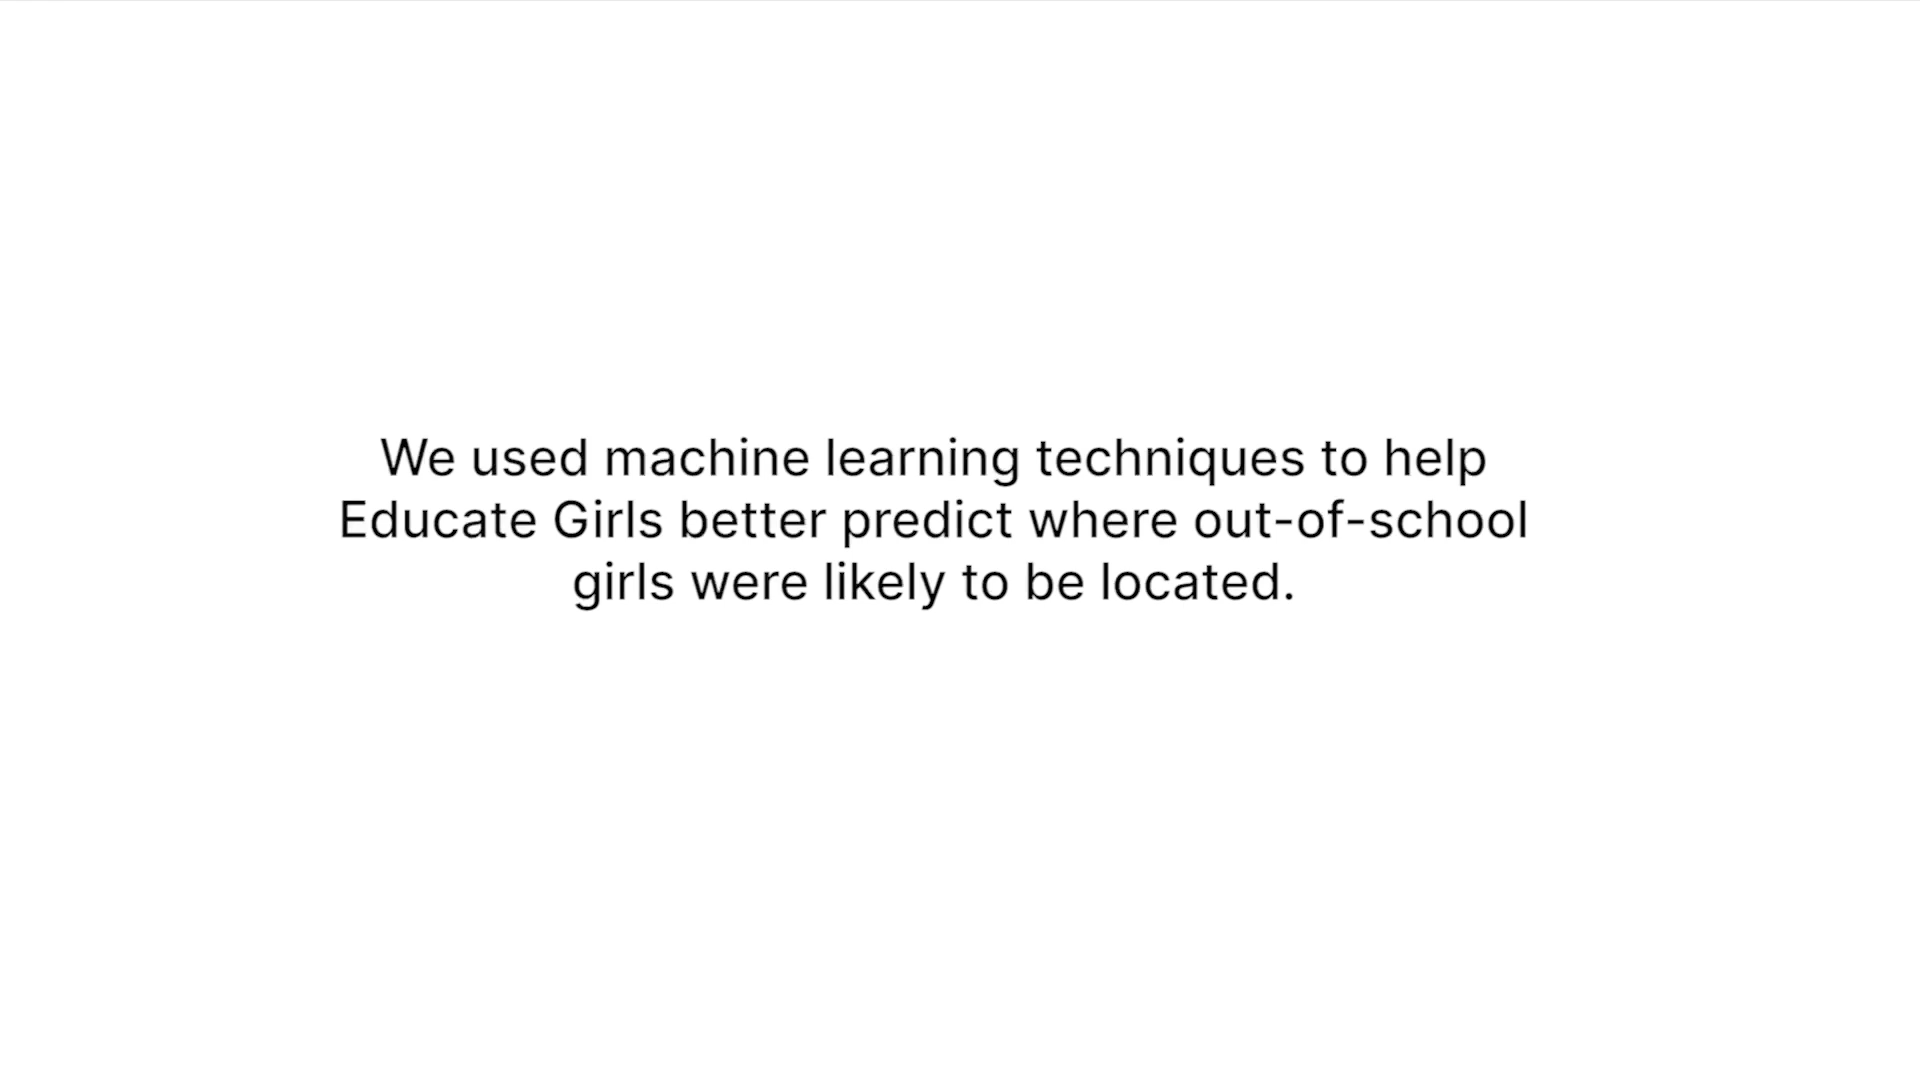 We used machine learning techniques to help
Educate Girls better predict where out-of-school
girls were likely to be located.